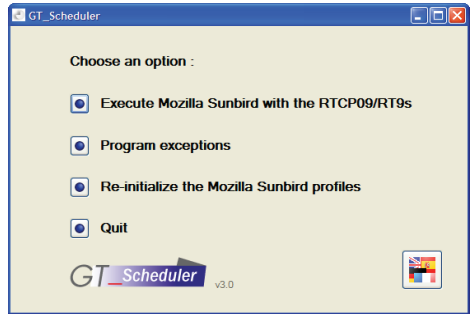 GT_Scheduler
Choose an option :
Execute Mozilla Sunbird with the RTCP09/RT9s
Program exceptions
Re-initialize the Mozilla Sunbird profiles
Quit
GT_Scheduler v3.0